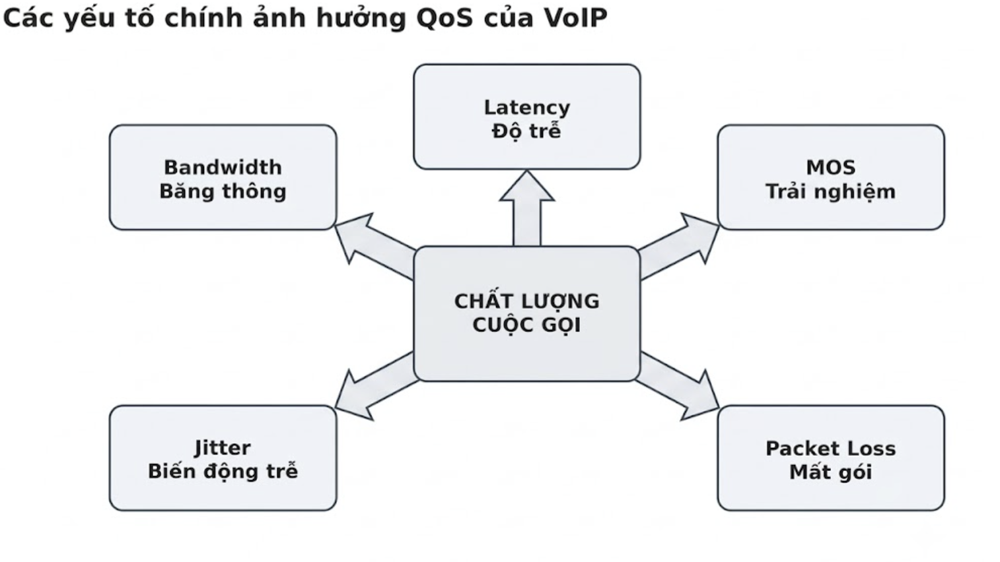 Các yếu tố chính ảnh hưởng QoS của VoIP
Latency
Độ trễ
Bandwidth
Băng thông
MOS
Trải nghiệm
CHẤT LƯỢNG
CUỘC GỌI
Jitter
Biến động trễ
Packet Loss
Mất gói